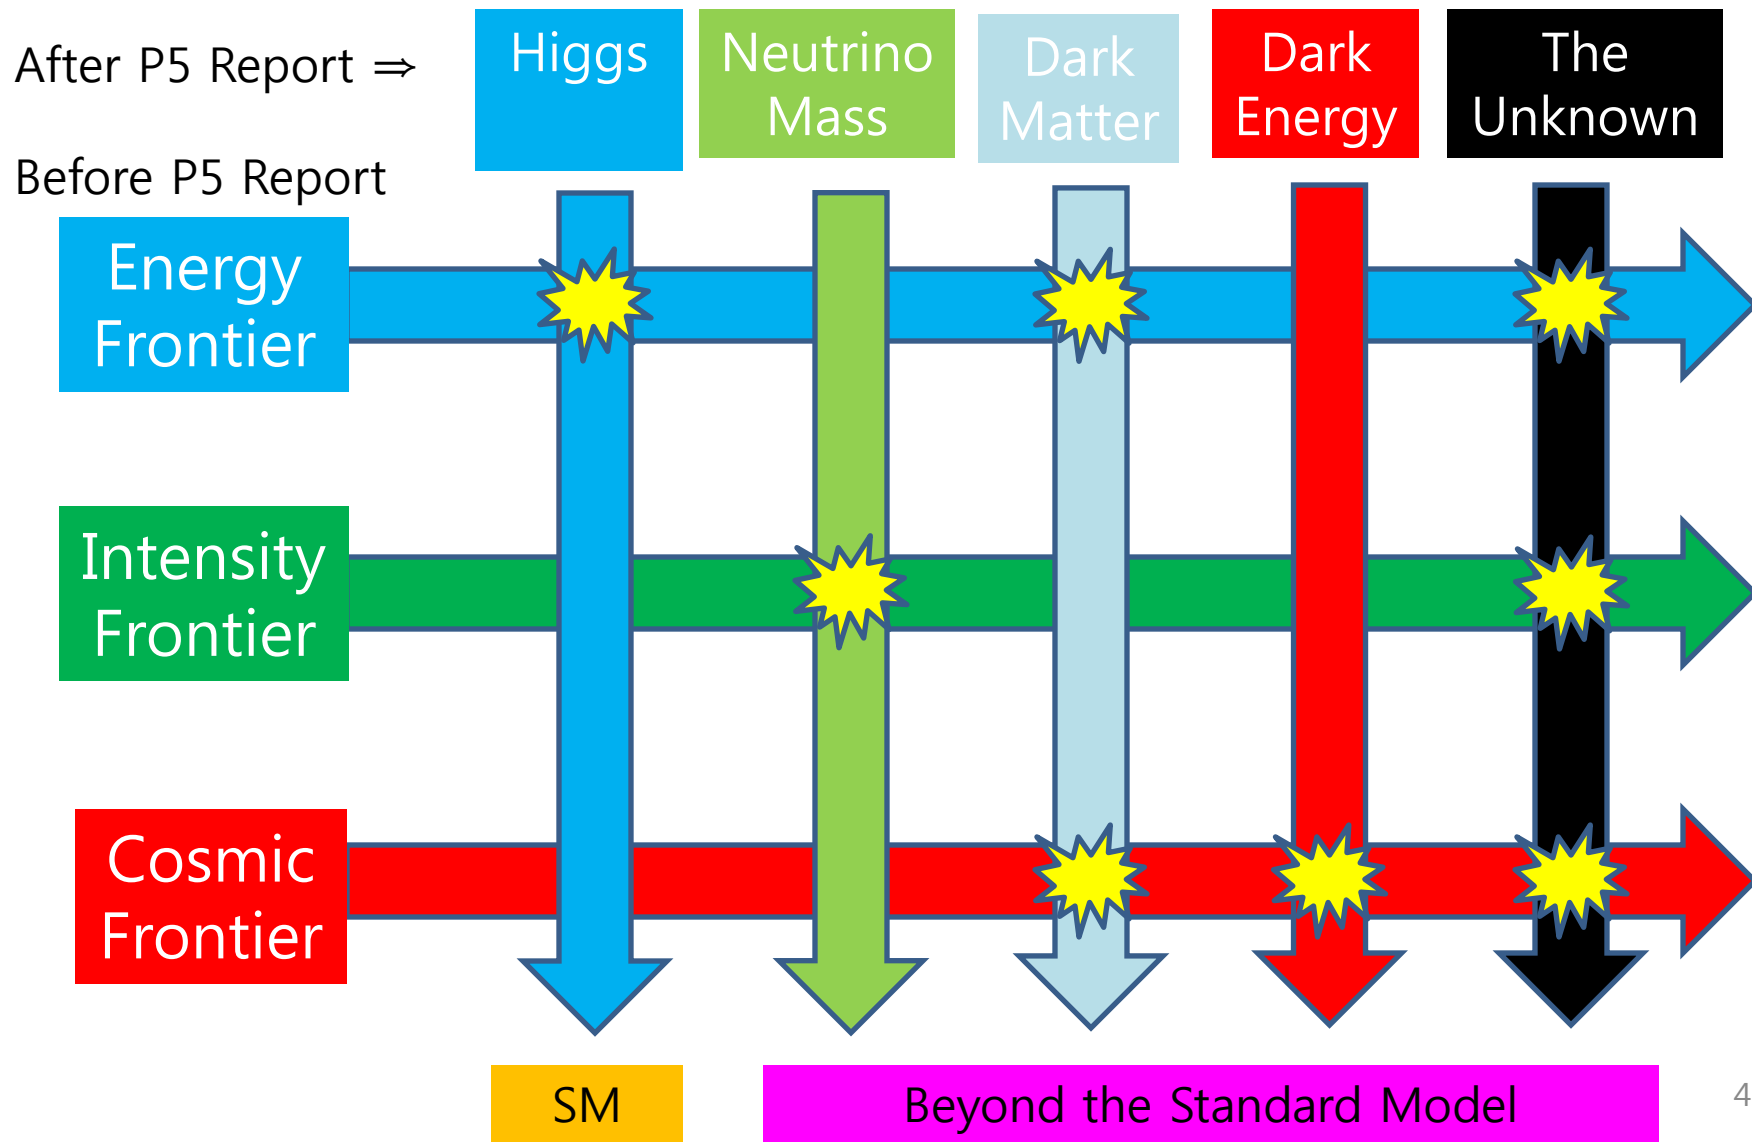 After P5 Report ⇒
Higgs
Neutrino
Mass
Dark
Matter
Dark
Energy
The
Unknown
Before P5 Report
Energy
Frontier
Intensity
Frontier
Cosmic
Frontier
SM
Beyond the Standard Model
4